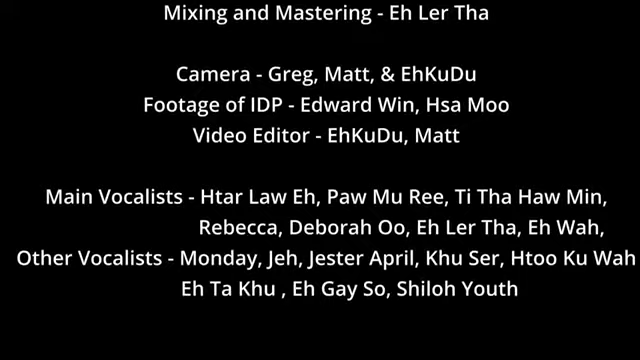 Mixing and Mastering - Eh Ler Tha
Camera - Greg, Matt, & EhKuDu
Footage of IDP - Edward Win, Hsa Moo
Video Editor - EhKuDu, Matt
Main Vocalists - Htar Law Eh, Paw Mu Ree, Ti Tha Haw Min,
Rebecca, Deborah Oo, Eh Ler Tha, Eh Wah,
Other Vocalists - Monday, Jeh, Jester April, Khu Ser, Htoo Ku Wah
Eh Ta Khu , Eh Gay So, Shiloh Youth